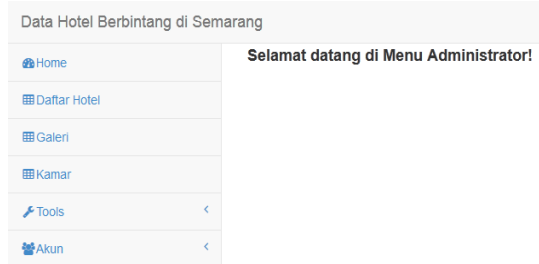 Data Hotel Berbintang di Semarang
Home
Selamat datang di Menu Administrator!
Daftar Hotel
Galeri
Kamar
Tools
Akun